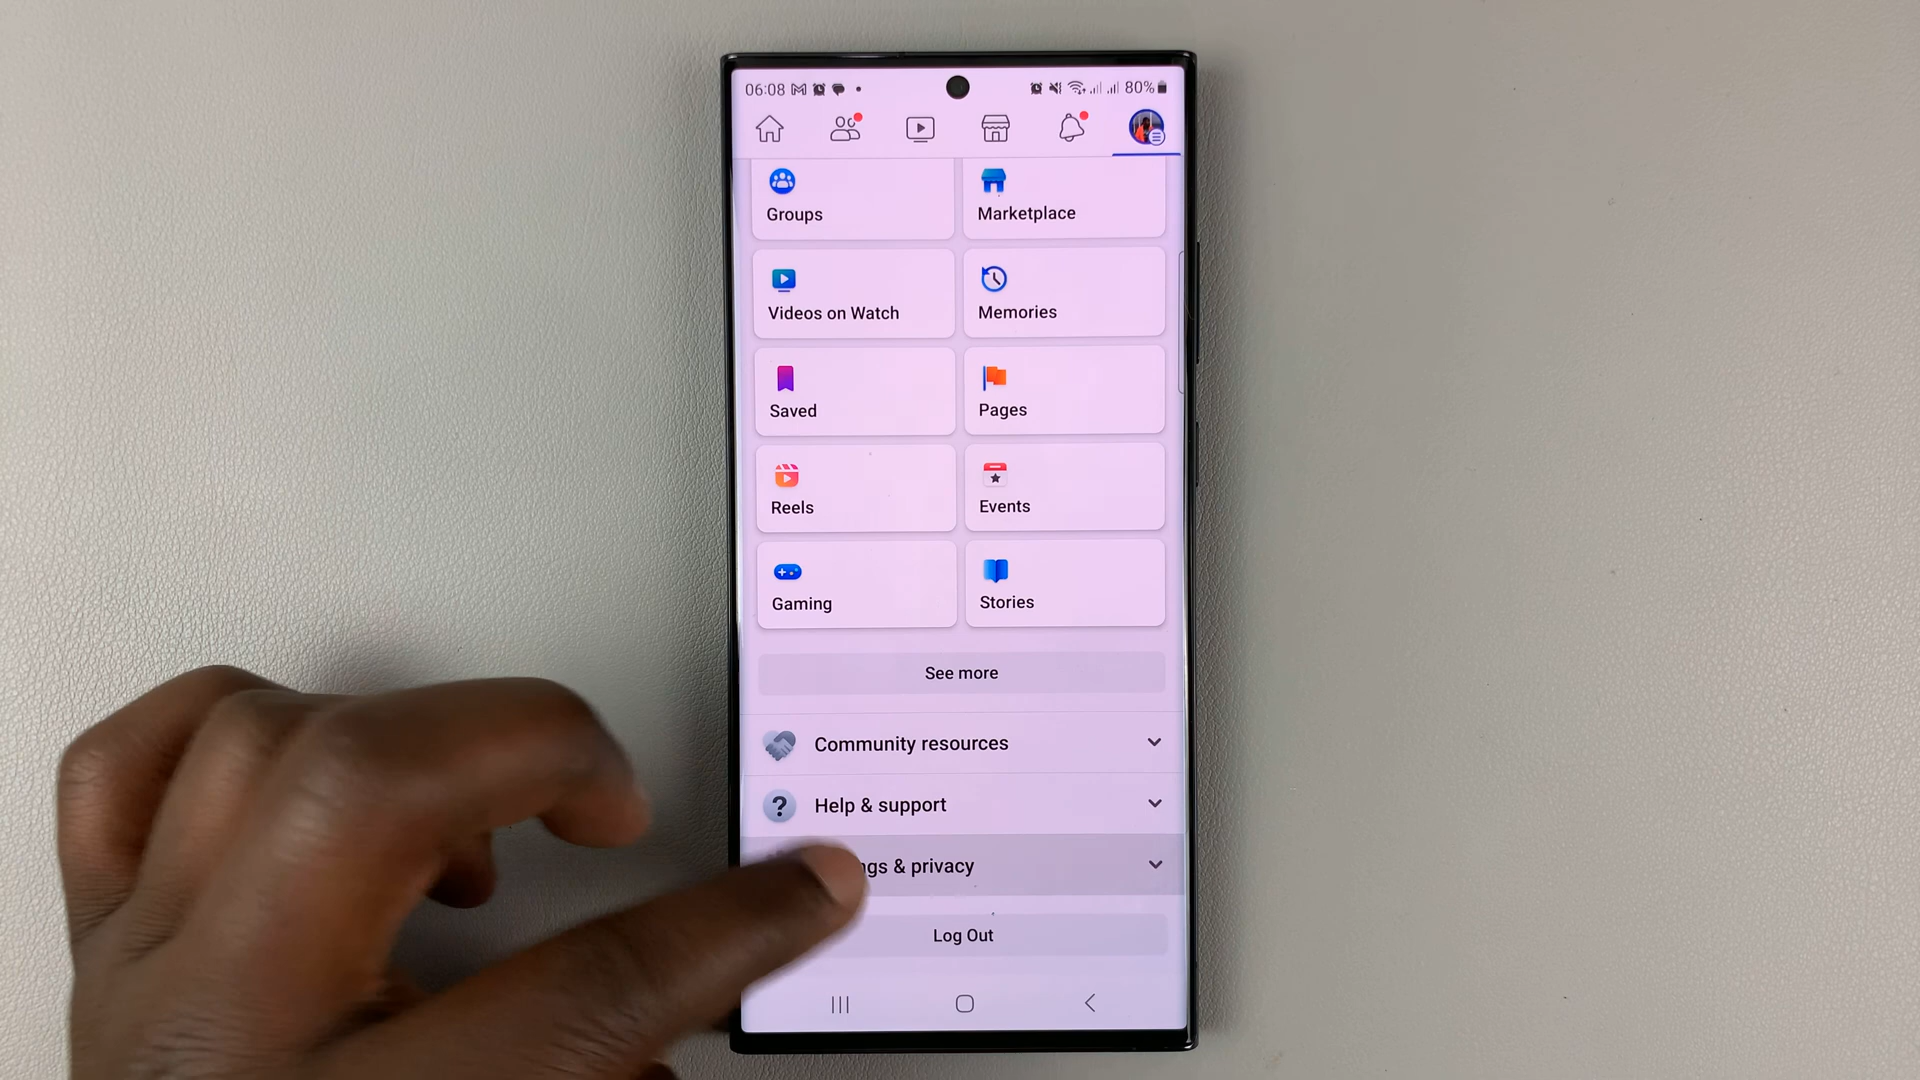 06:08 80%
Groups Marketplace
Videos on Watch Memories
Saved Pages
Reels Events
Gaming Stories
See more
Community resources
? Help & support
ngs & privacy
Log Out